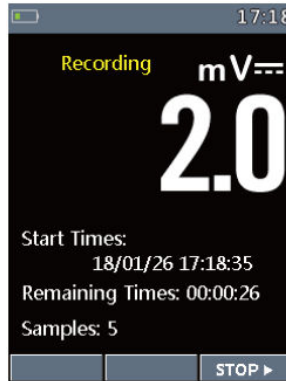 17:18
Recording
mV
2.0
Start Times:
18/01/26 17:18:35
Remaining Times: 00:00:26
Samples: 5
STOP